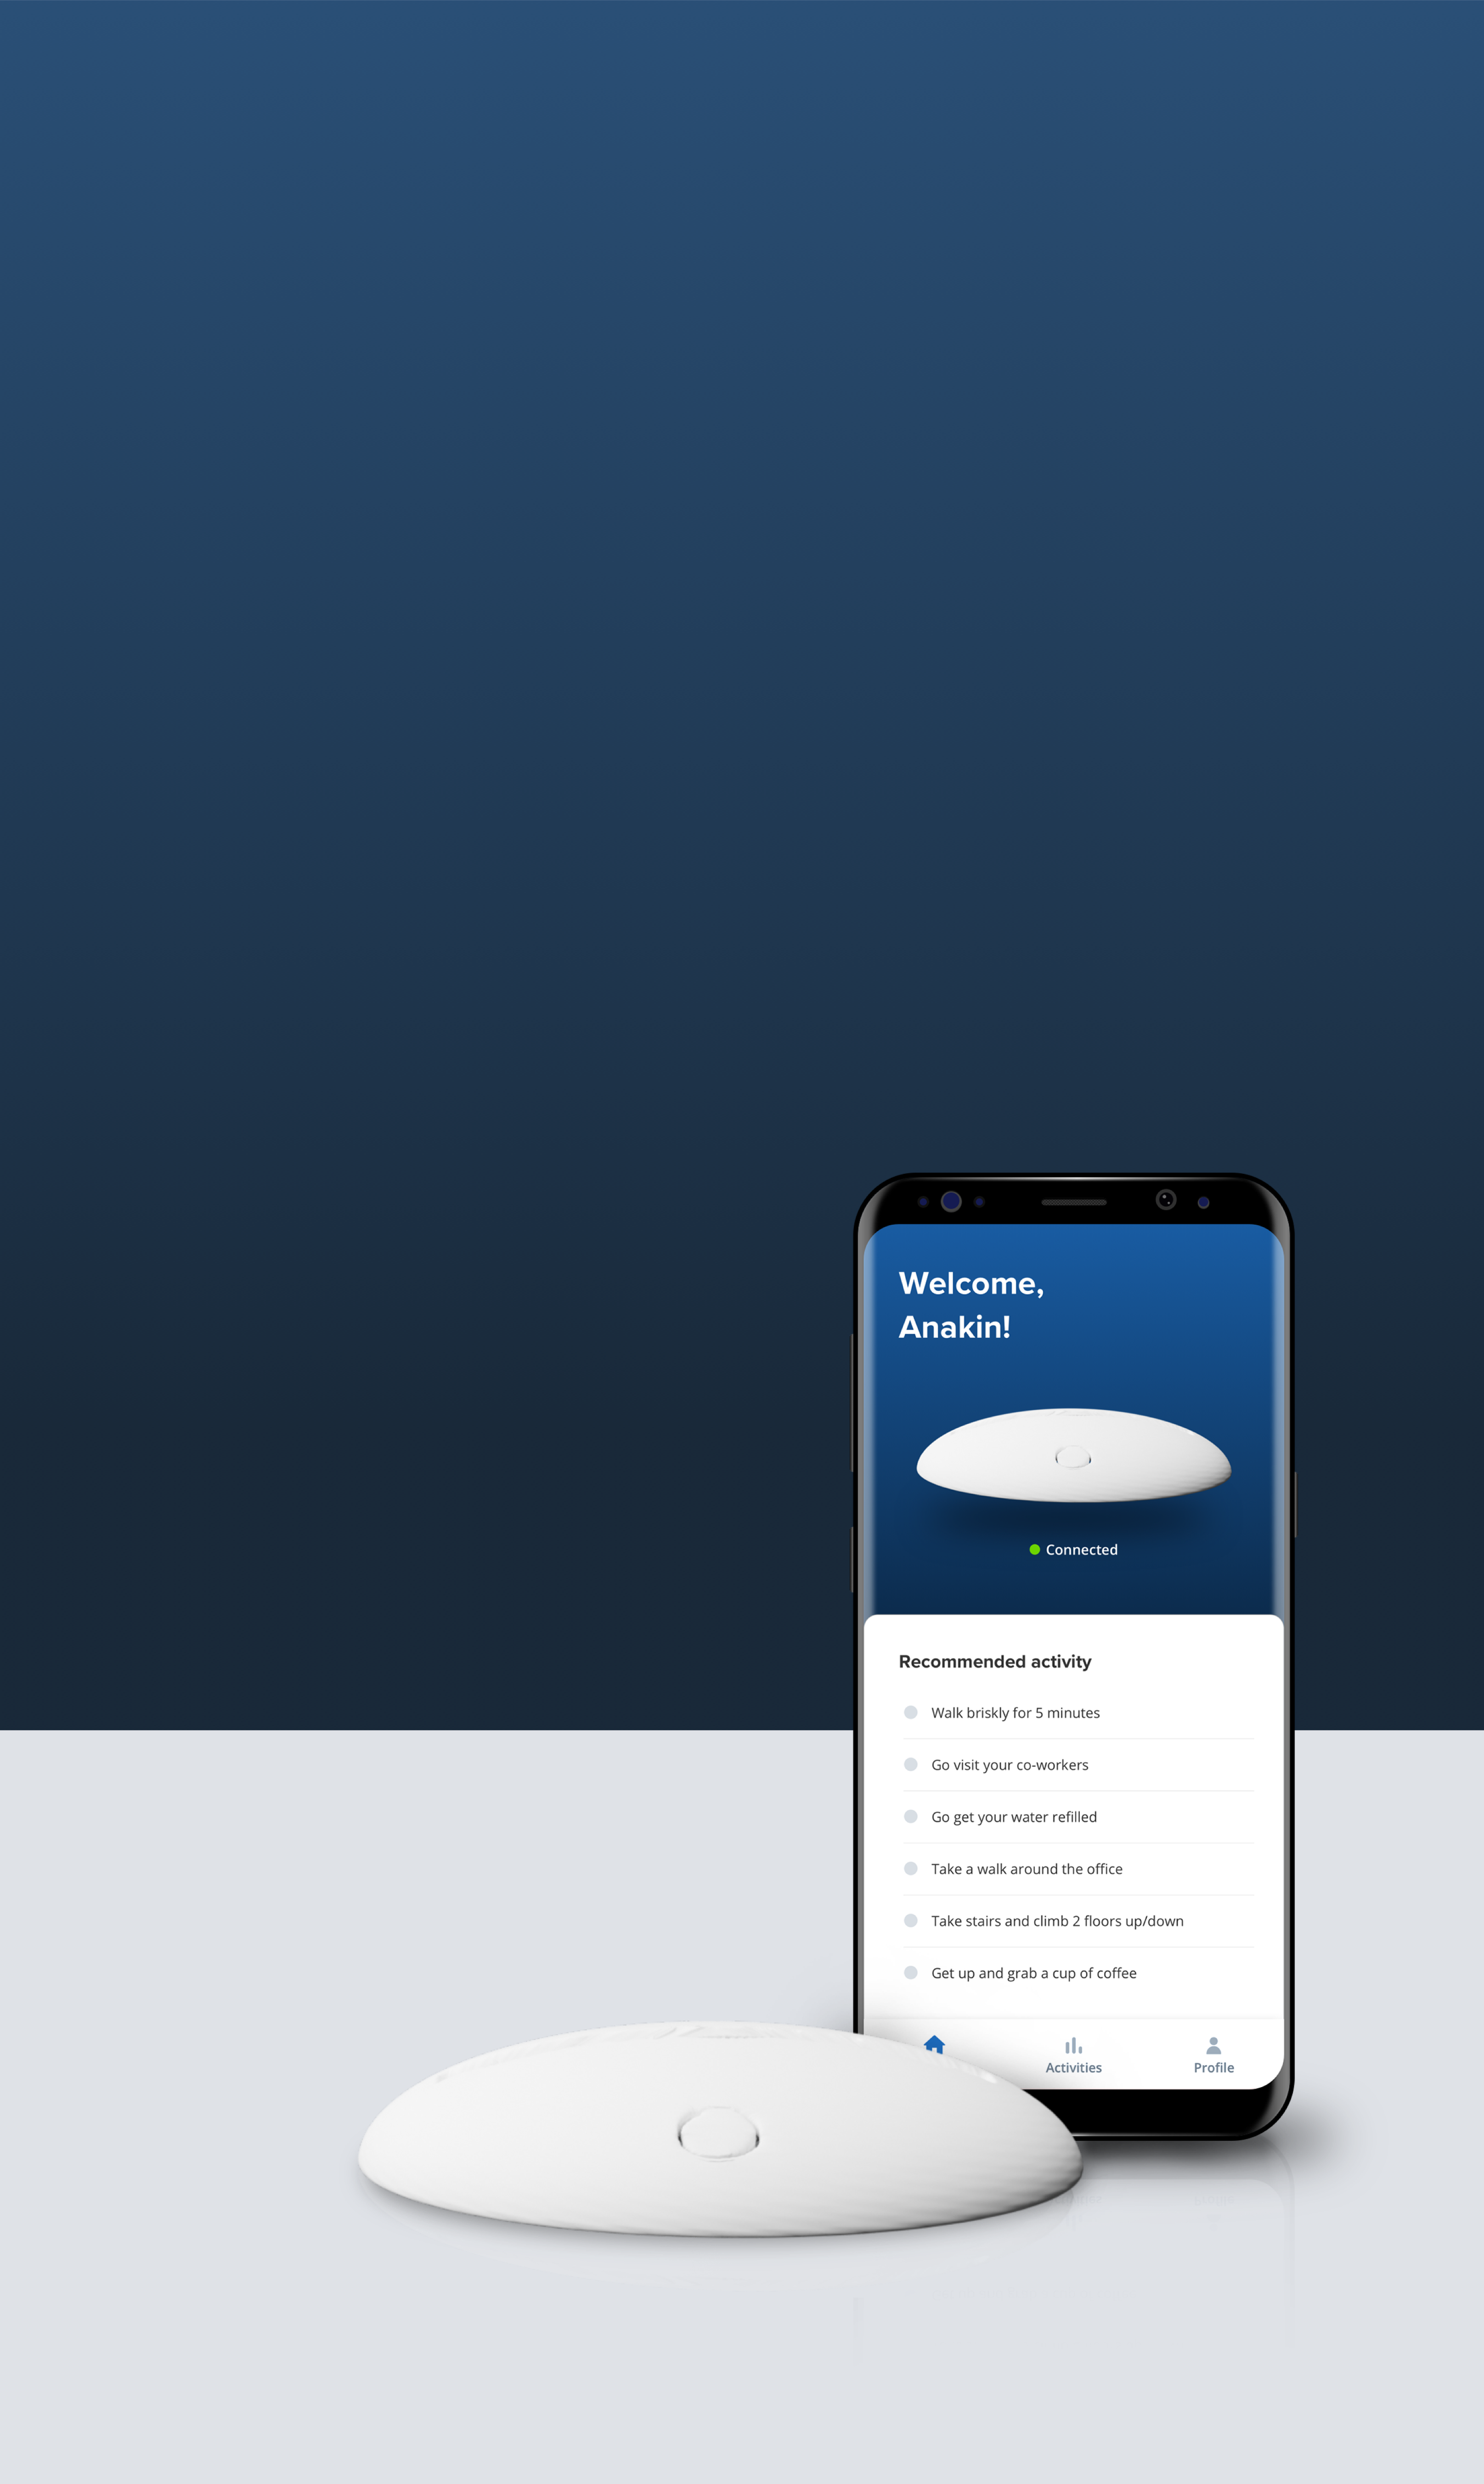 Welcome,
Anakin!
Connected
Recommended activity
Walk briskly for 5 minutes
Go visit your co-workers
Go get your water refilled
Take a walk around the office
Take stairs and climb 2 floors up/down
Get up and grab a cup of coffee
Activities
Profile